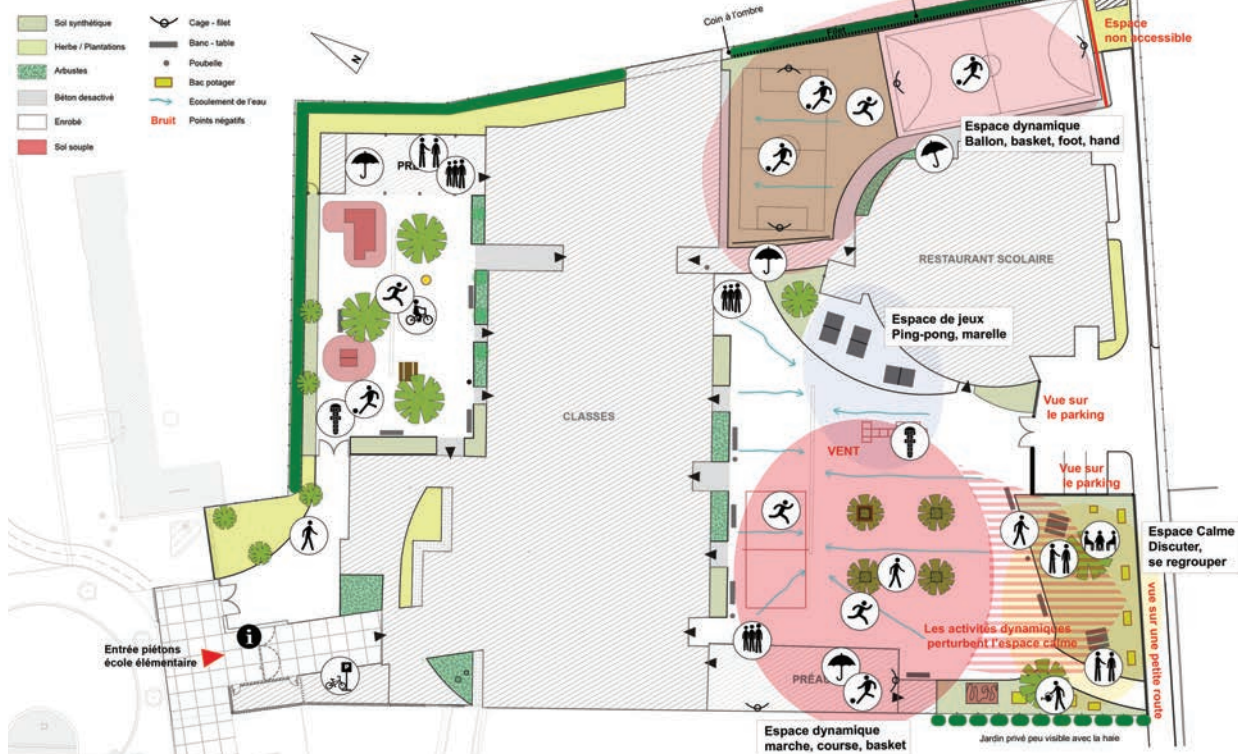 Sol synthétique
Herbe / Plantations
Arbustes
Béton desactivé
Enrobé
Sol souple
Cage - filet
Banc - table
Poubelle
Bac potager
Écoulement de l'eau
Bruit Points négatifs
N
Coin à l'ombre
Filet
Espace
non accessible
Espace dynamique
Ballon, basket, foot, hand
PRÉ
RESTAURANT SCOLAIRE
Espace de jeux
Ping-pong, marelle
CLASSES
Vue sur
le parking
VENT
Vue sur
le parking
Espace Calme
Discuter,
se regrouper
vue sur une petite route
Les activités dynamiques
perturbent l'espace calme
Entrée piétons
école élémentaire
i
P
PRÉAU
Espace dynamique
marche, course, basket
Jardin privé peu visible avec la haie